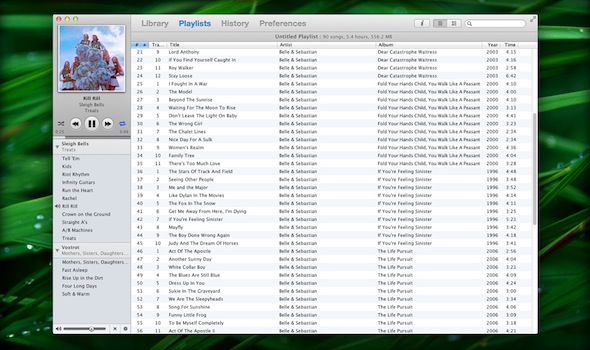 Library Playlists History Preferences
Untitled Playlist : 90 songs, 5.4 hours, 556.2 MB
# Tra... Title Artist Album Year Time
21 9 Lord Anthony Belle & Sebastian Dear Catastrophe Waitress 2003 4:15
22 10 If You Find Yourself Caught In Belle & Sebastian Dear Catastrophe Waitress 2003 4:16
23 11 Roy Walker Belle & Sebastian Dear Catastrophe Waitress 2003 2:58
24 12 Stay Loose Belle & Sebastian Dear Catastrophe Waitress 2003 6:42
25 1 I Fought In A War Belle & Sebastian Fold Your Hands Child, You Walk Like A Peasant 2000 4:10
26 2 The Model Belle & Sebastian Fold Your Hands Child, You Walk Like A Peasant 2000
27 3 Beyond The Sunrise Belle & Sebastian Fold Your Hands Child, You Walk Like A Peasant 2000 4:10
28 4 Waiting For The Moon To Rise Belle & Sebastian Fold Your Hands Child, You Walk Like A Peasant 2000 3:13
29 5 Don't Leave The Light On Baby Belle & Sebastian Fold Your Hands Child, You Walk Like A Peasant 2000 4:41
30 6 The Wrong Girl Belle & Sebastian Fold Your Hands Child, You Walk Like A Peasant 2000 3:23
31 7 The Chalet Lines Belle & Sebastian Fold Your Hands Child, You Walk Like A Peasant 2000 2:34
32 8 Nice Day For A Sulk Belle & Sebastian Fold Your Hands Child, You Walk Like A Peasant 2000 2:34
33 9 Women's Realm Belle & Sebastian Fold Your Hands Child, You Walk Like A Peasant 2000 4:36
34 10 Family Tree Belle & Sebastian Fold Your Hands Child, You Walk Like A Peasant 2000 4:04
35 11 There's Too Much Love Belle & Sebastian Fold Your Hands Child, You Walk Like A Peasant 2000 3:28
36 1 The Stars Of Track And Field Belle & Sebastian If You're Feeling Sinister 1996 4:48
37 2 Seeing Other People Belle & Sebastian If You're Feeling Sinister 1996 3:48
38 3 Me and the Major Belle & Sebastian If You're Feeling Sinister 1996 3:52
39 4 Like Dylan In The Movies Belle & Sebastian If You're Feeling Sinister 1996 4:14
40 5 The Fox In The Snow Belle & Sebastian If You're Feeling Sinister 1996 4:11
41 6 Get Me Away From Here, I'm Dying Belle & Sebastian If You're Feeling Sinister 1996 3:25
42 7 If You're Feeling Sinister Belle & Sebastian If You're Feeling Sinister 1996 5:21
43 8 Mayfly Belle & Sebastian If You're Feeling Sinister 1996 3:42
44 9 The Boy Done Wrong Again Belle & Sebastian If You're Feeling Sinister 1996 4:18
45 10 Judy And The Dream Of Horses Belle & Sebastian If You're Feeling Sinister 1996 3:41
46 1 Act Of The Apostle Belle & Sebastian The Life Pursuit 2006 2:56
47 2 Another Sunny Day Belle & Sebastian The Life Pursuit 2006 4:04
48 3 White Collar Boy Belle & Sebastian The Life Pursuit 2006 3:21
49 4 The Blues Are Still Blue Belle & Sebastian The Life Pursuit 2006 4:09
50 5 Dress Up In You Belle & Sebastian The Life Pursuit 2006 4:24
51 6 Sukie In The Graveyard Belle & Sebastian The Life Pursuit 2006 3:00
52 7 We Are The Sleepyheads Belle & Sebastian The Life Pursuit 2006 3:34
53 8 Song For Sunshine Belle & Sebastian The Life Pursuit 2006 4:06
54 9 Funny Little Frog Belle & Sebastian The Life Pursuit 2006 3:09
55 10 To Be Myself Completely Belle & Sebastian The Life Pursuit 2006 3:18
56 11 Act Of The Apostle II Belle & Sebastian The Life Pursuit 2006 4:21
Kill Kill
Sleigh Bells
Treats
0:25
Sleigh Bells
Treats
Tell 'Em
Kids
Riot Rhythm
Infinity Guitars
Run the Heart
Rachel
Kill Kill
Crown on the Ground
Straight A's
A/B Machines
Treats
Voxtrot
Mothers, Sisters, Daughters...
Mothers, Sisters, Daughters...
Fast Asleep
Rise Up in the Dirt
Four Long Days
Soft & Warm